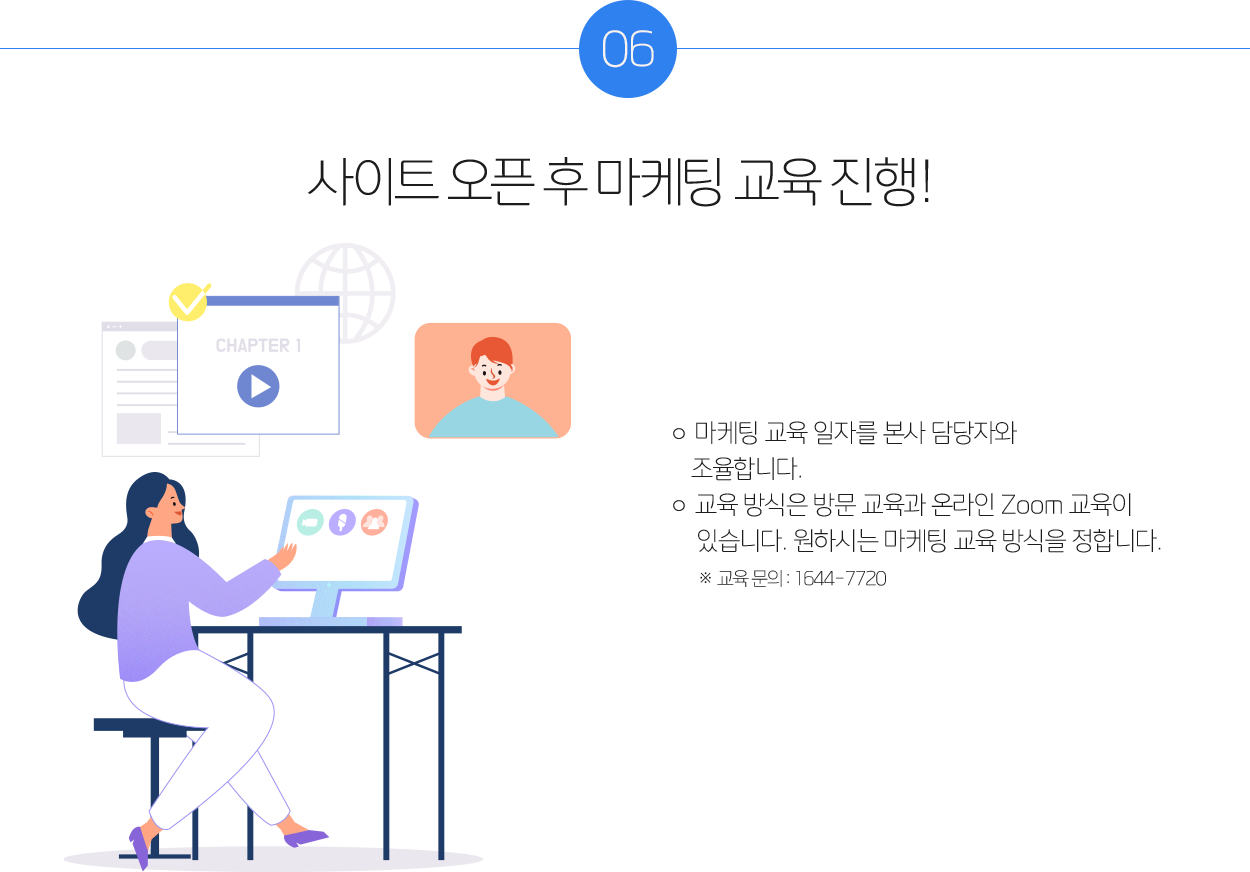 06
사이트 오픈 후 마케팅 교육 진행!
CHAPTER 1
○ 마케팅 교육 일자를 본사 담당자와
조율합니다.
○ 교육 방식은 방문 교육과 온라인 Zoom 교육이
있습니다. 원하시는 마케팅 교육 방식을 정합니다.
※ 교육 문의 : 1644-7720